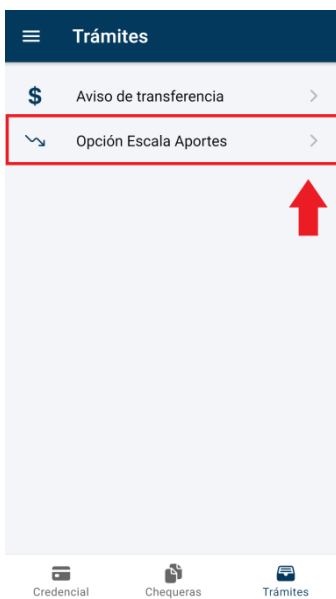 Trámites
$ Aviso de transferencia
Opción Escala Aportes
Credencial Chequeras Trámites